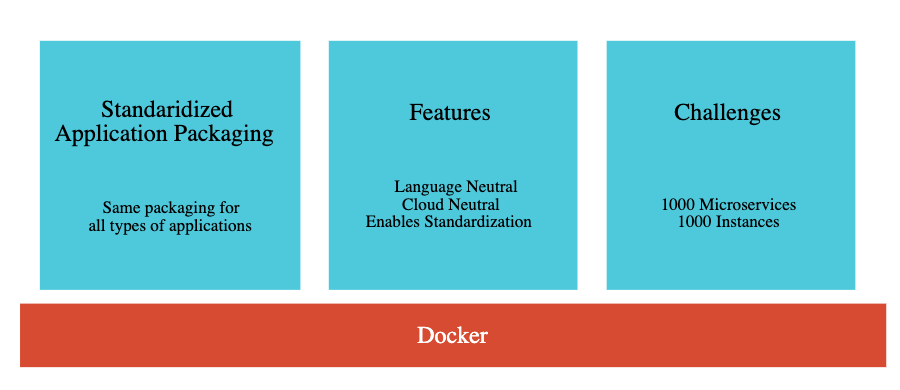 Standaridized
Application Packaging
Same packaging for
all types of applications
Features
Language Neutral
Cloud Neutral
Enables Standardization
Challenges
1000 Microservices
1000 Instances
Docker